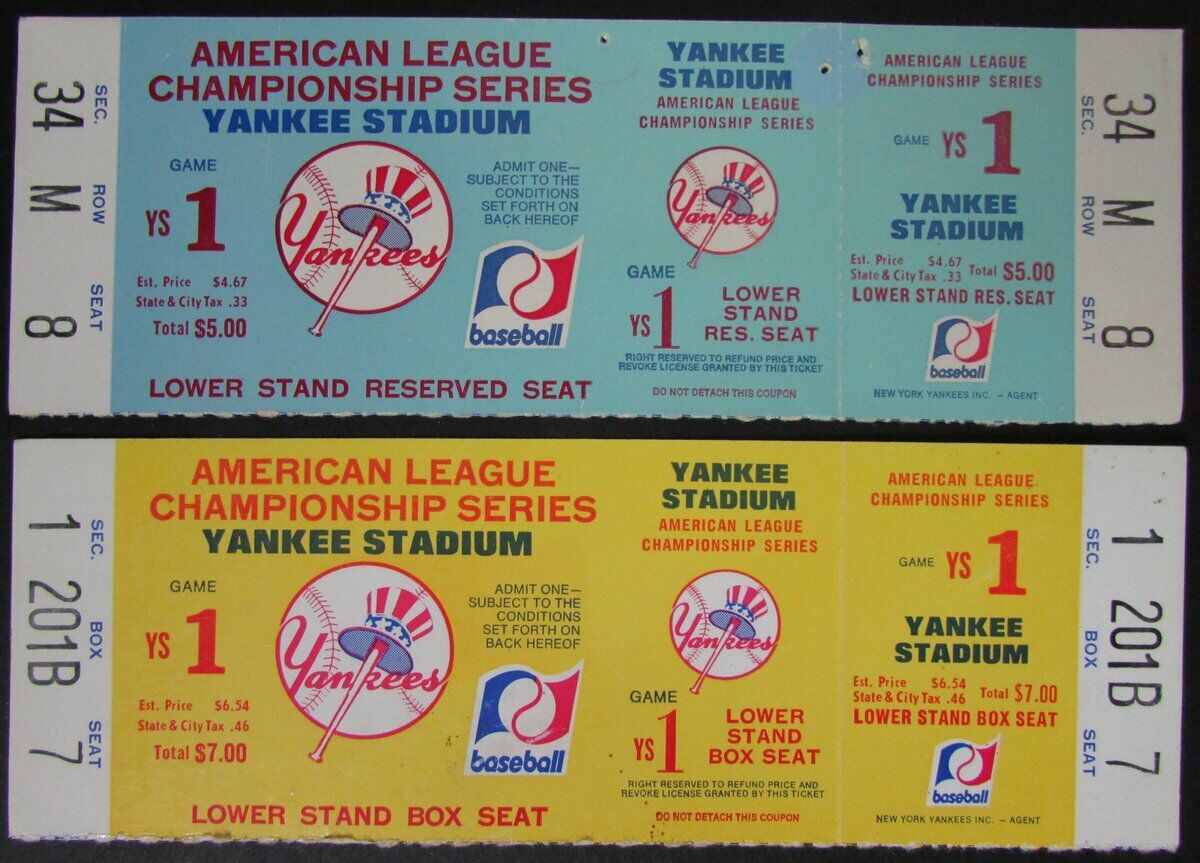 SEC. 34
ROW M
SEAT 8
AMERICAN LEAGUE
CHAMPIONSHIP SERIES
YANKEE STADIUM
GAME
YS 1
Est. Price $4.67
State & City Tax .33
Total $5.00
Yankees
ADMIT ONE—
SUBJECT TO THE
CONDITIONS
SET FORTH ON
BACK HEREOF
baseball
LOWER STAND RESERVED SEAT
YANKEE
STADIUM
AMERICAN LEAGUE
CHAMPIONSHIP SERIES
Yankees
GAME
YS 1
LOWER
STAND
RES. SEAT
RIGHT RESERVED TO REFUND PRICE AND
REVOKE LICENSE GRANTED BY THIS TICKET
DO NOT DETACH THIS COUPON
AMERICAN LEAGUE
CHAMPIONSHIP SERIES
GAME YS 1
YANKEE
STADIUM
Est. Price $4.67
State & City Tax .33 Total $5.00
LOWER STAND RES. SEAT
baseball
NEW YORK YANKEES INC. – AGENT
SEC. 34
ROW M
SEAT 8
SEC. 1
BOX 201B
SEAT 7
AMERICAN LEAGUE
CHAMPIONSHIP SERIES
YANKEE STADIUM
GAME
YS 1
Est. Price $6.54
State & City Tax .46
Total $7.00
Yankees
ADMIT ONE—
SUBJECT TO THE
CONDITIONS
SET FORTH ON
BACK HEREOF
baseball
LOWER STAND BOX SEAT
YANKEE
STADIUM
AMERICAN LEAGUE
CHAMPIONSHIP SERIES
Yankees
GAME
YS 1
LOWER
STAND
BOX SEAT
RIGHT RESERVED TO REFUND PRICE AND
REVOKE LICENSE GRANTED BY THIS TICKET
DO NOT DETACH THIS COUPON
AMERICAN LEAGUE
CHAMPIONSHIP SERIES
GAME YS 1
YANKEE
STADIUM
Est. Price $6.54
State & City Tax .46 Total $7.00
LOWER STAND BOX SEAT
baseball
NEW YORK YANKEES INC. – AGENT
SEC. 1
BOX 201B
SEAT 7